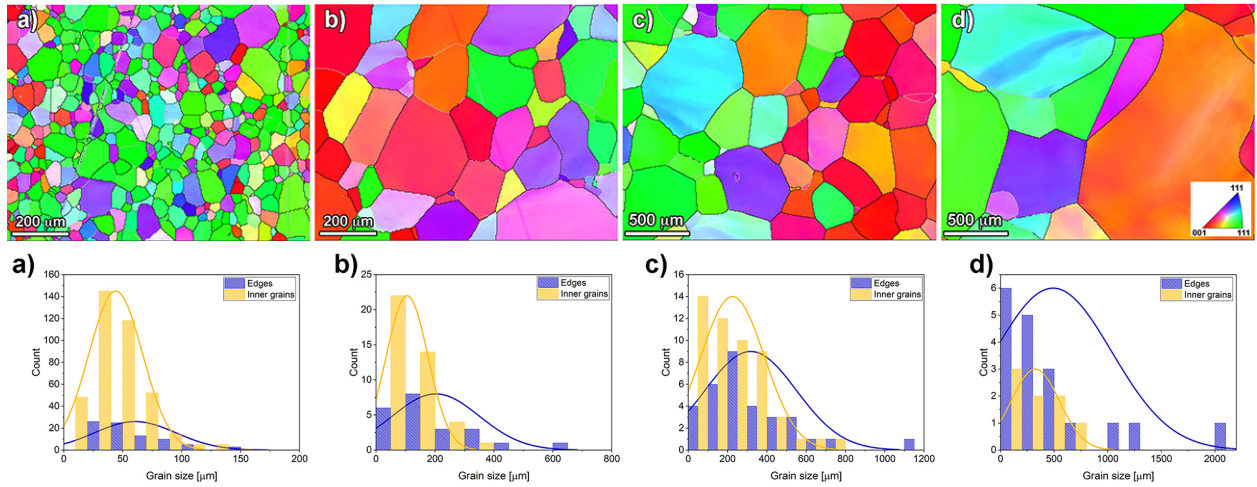 a)
200 μm
b)
200 μm
c)
500 μm
d)
500 μm
111
001 111
a)
Edges
Inner grains
Count
160
140
120
100
80
60
40
20
0
0 50 100 150 200
Grain size [μm]
b)
Edges
Inner grains
Count
25
20
15
10
5
0
0 200 400 600 800
Grain size [μm]
c)
Edges
Inner grains
Count
16
14
12
10
8
6
4
2
0
0 200 400 600 800 1000 1200
Grain size [μm]
d)
Edges
Inner grains
Count
6
5
4
3
2
1
0
0 500 1000 1500 2000
Grain size [μm]